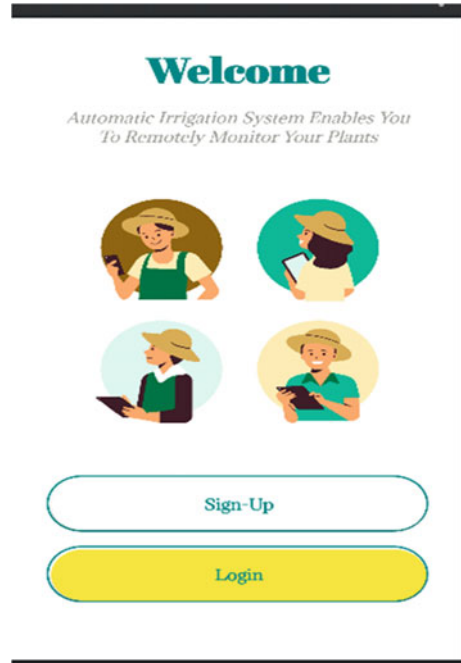 Welcome
Automatic Irrigation System Enables You
To Remotely Monitor Your Plants
Sign-Up
Login